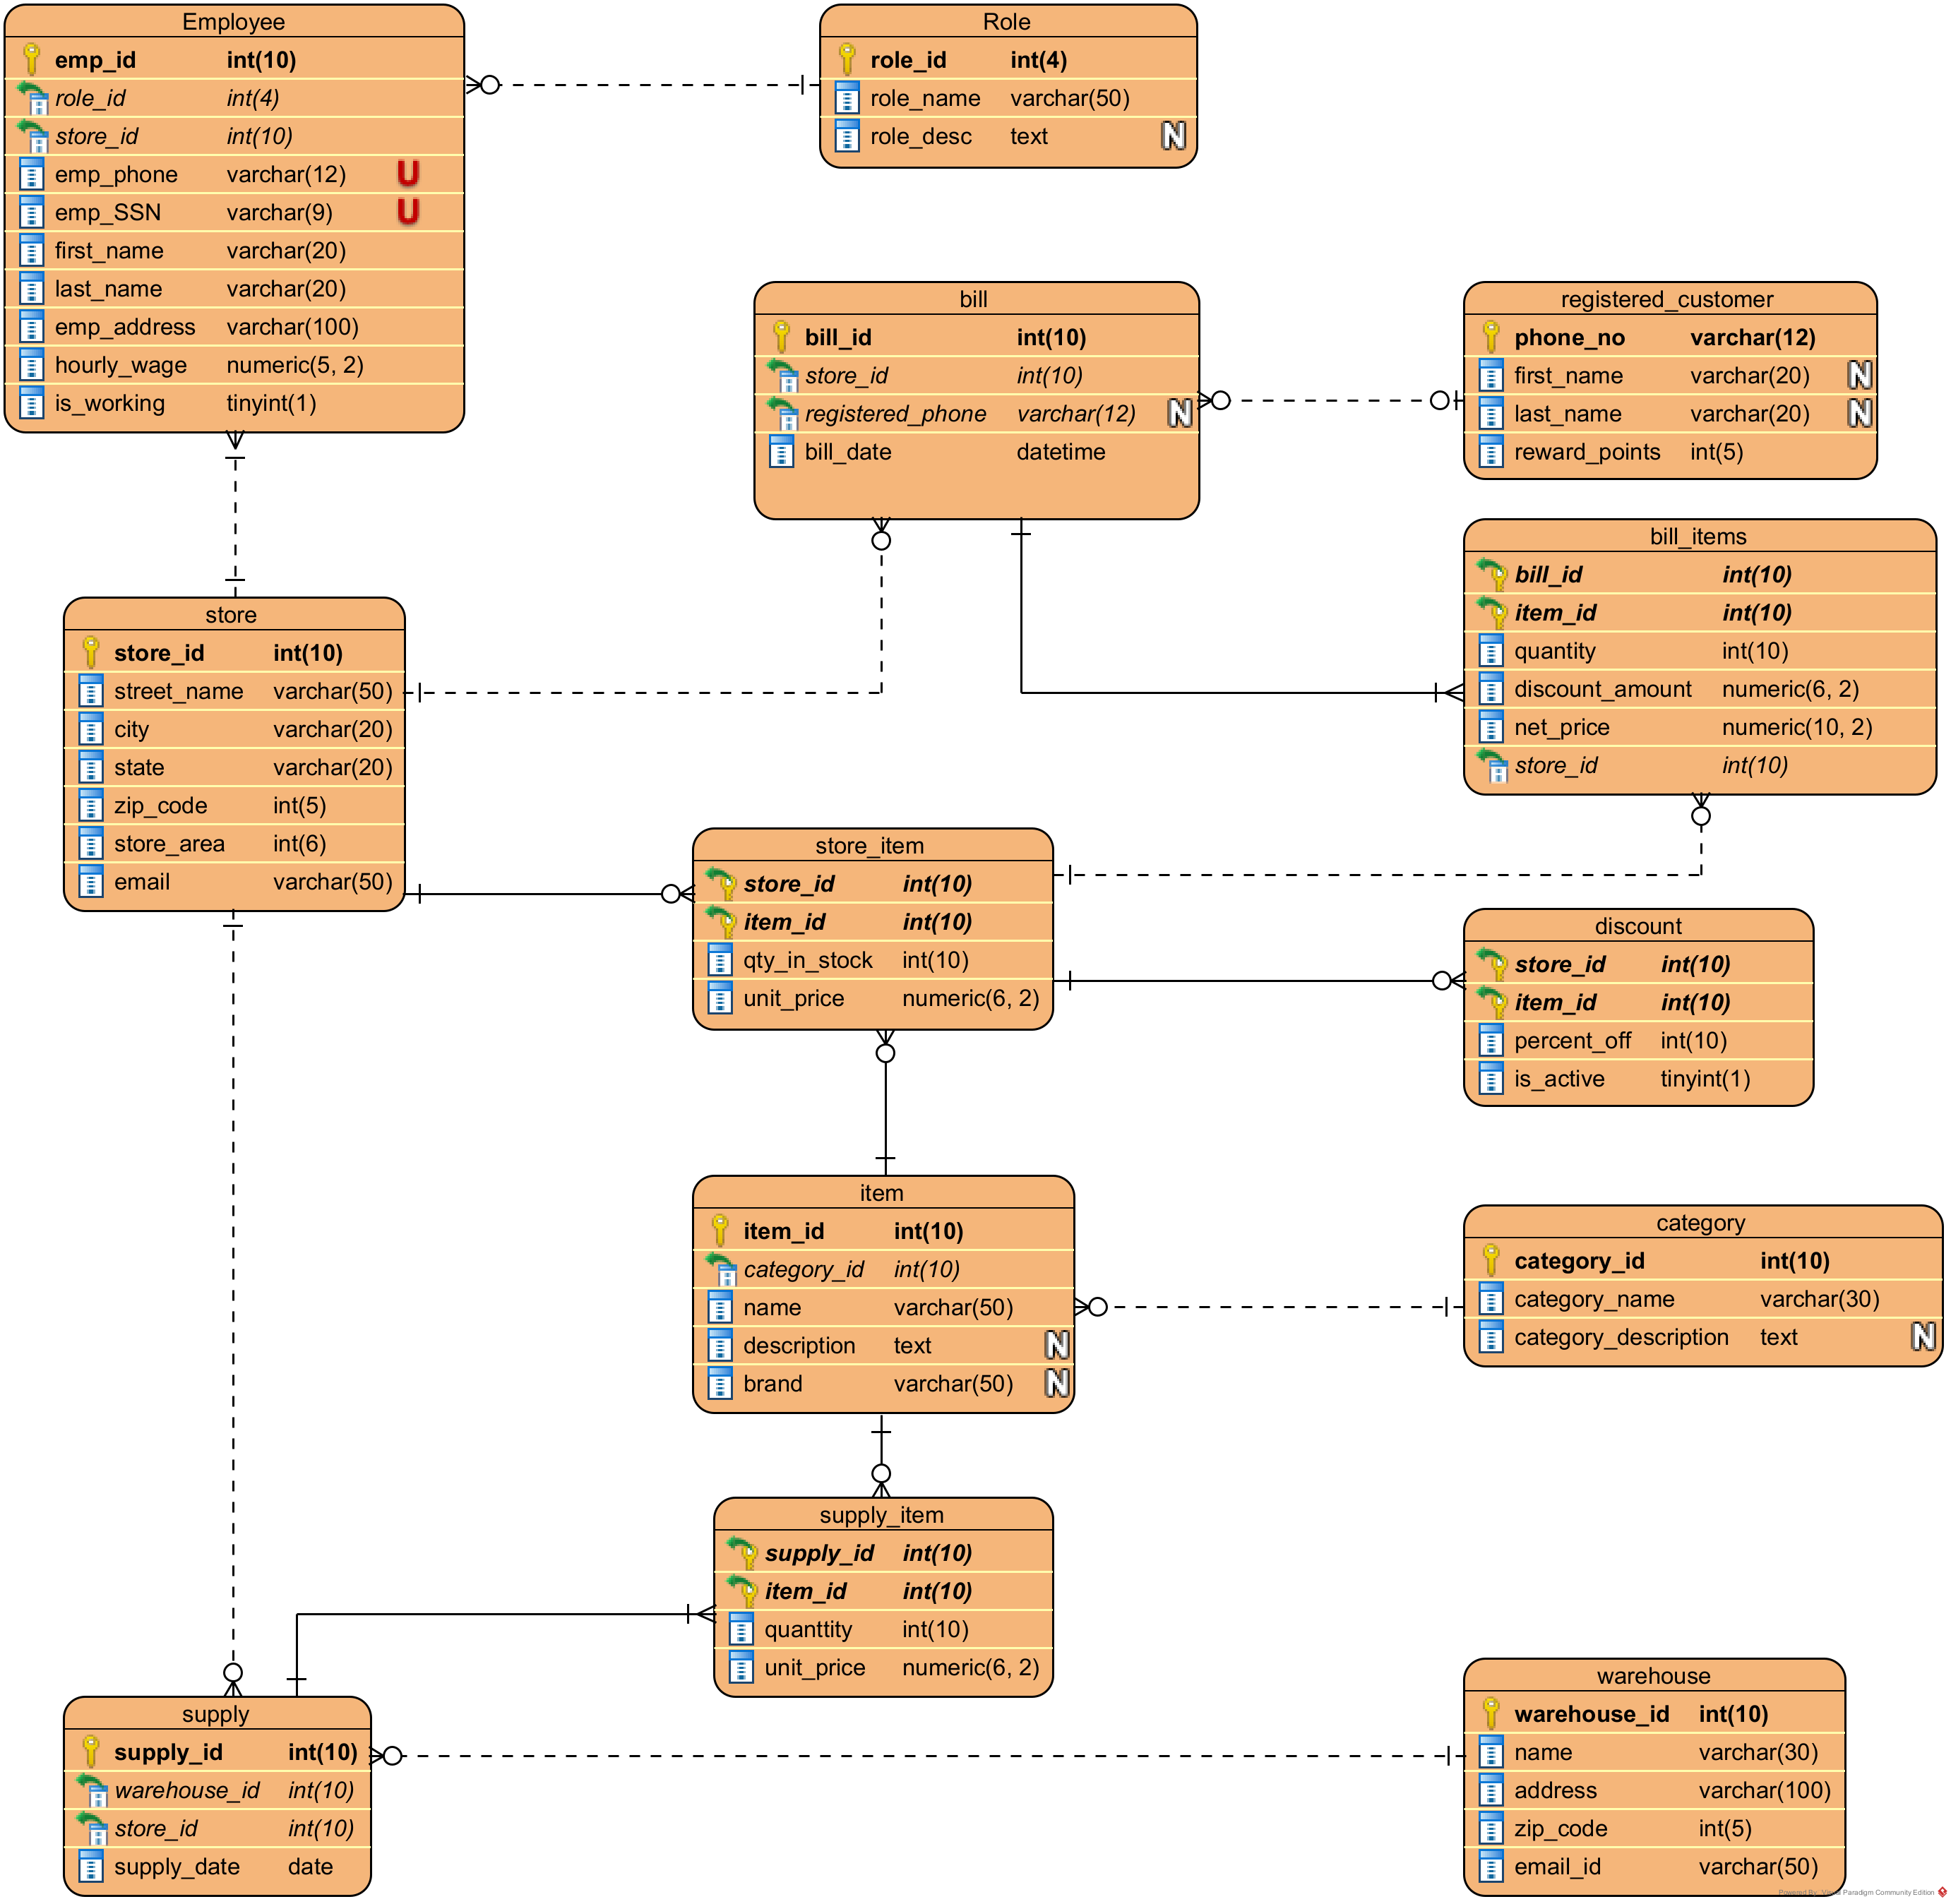 Employee
emp_id int(10)
role_id int(4)
store_id int(10)
emp_phone varchar(12) U
emp_SSN varchar(9) U
first_name varchar(20)
last_name varchar(20)
emp_address varchar(100)
hourly_wage numeric(5, 2)
is_working tinyint(1)
Role
role_id int(4)
role_name varchar(50)
role_desc text N
bill
bill_id int(10)
store_id int(10)
registered_phone varchar(12) N
bill_date datetime
registered_customer
phone_no varchar(12)
first_name varchar(20) N
last_name varchar(20) N
reward_points int(5)
bill_items
bill_id int(10)
item_id int(10)
quantity int(10)
discount_amount numeric(6, 2)
net_price numeric(10, 2)
store_id int(10)
store
store_id int(10)
street_name varchar(50)
city varchar(20)
state varchar(20)
zip_code int(5)
store_area int(6)
email varchar(50)
store_item
store_id int(10)
item_id int(10)
qty_in_stock int(10)
unit_price numeric(6, 2)
discount
store_id int(10)
item_id int(10)
percent_off int(10)
is_active tinyint(1)
item
item_id int(10)
category_id int(10)
name varchar(50)
description text N
brand varchar(50) N
category
category_id int(10)
category_name varchar(30)
category_description text N
supply_item
supply_id int(10)
item_id int(10)
quanttity int(10)
unit_price numeric(6, 2)
supply
supply_id int(10)
warehouse_id int(10)
store_id int(10)
supply_date date
warehouse
warehouse_id int(10)
name varchar(30)
address varchar(100)
zip_code int(5)
email_id varchar(50)
Powered By: Visual Paradigm Community Edition